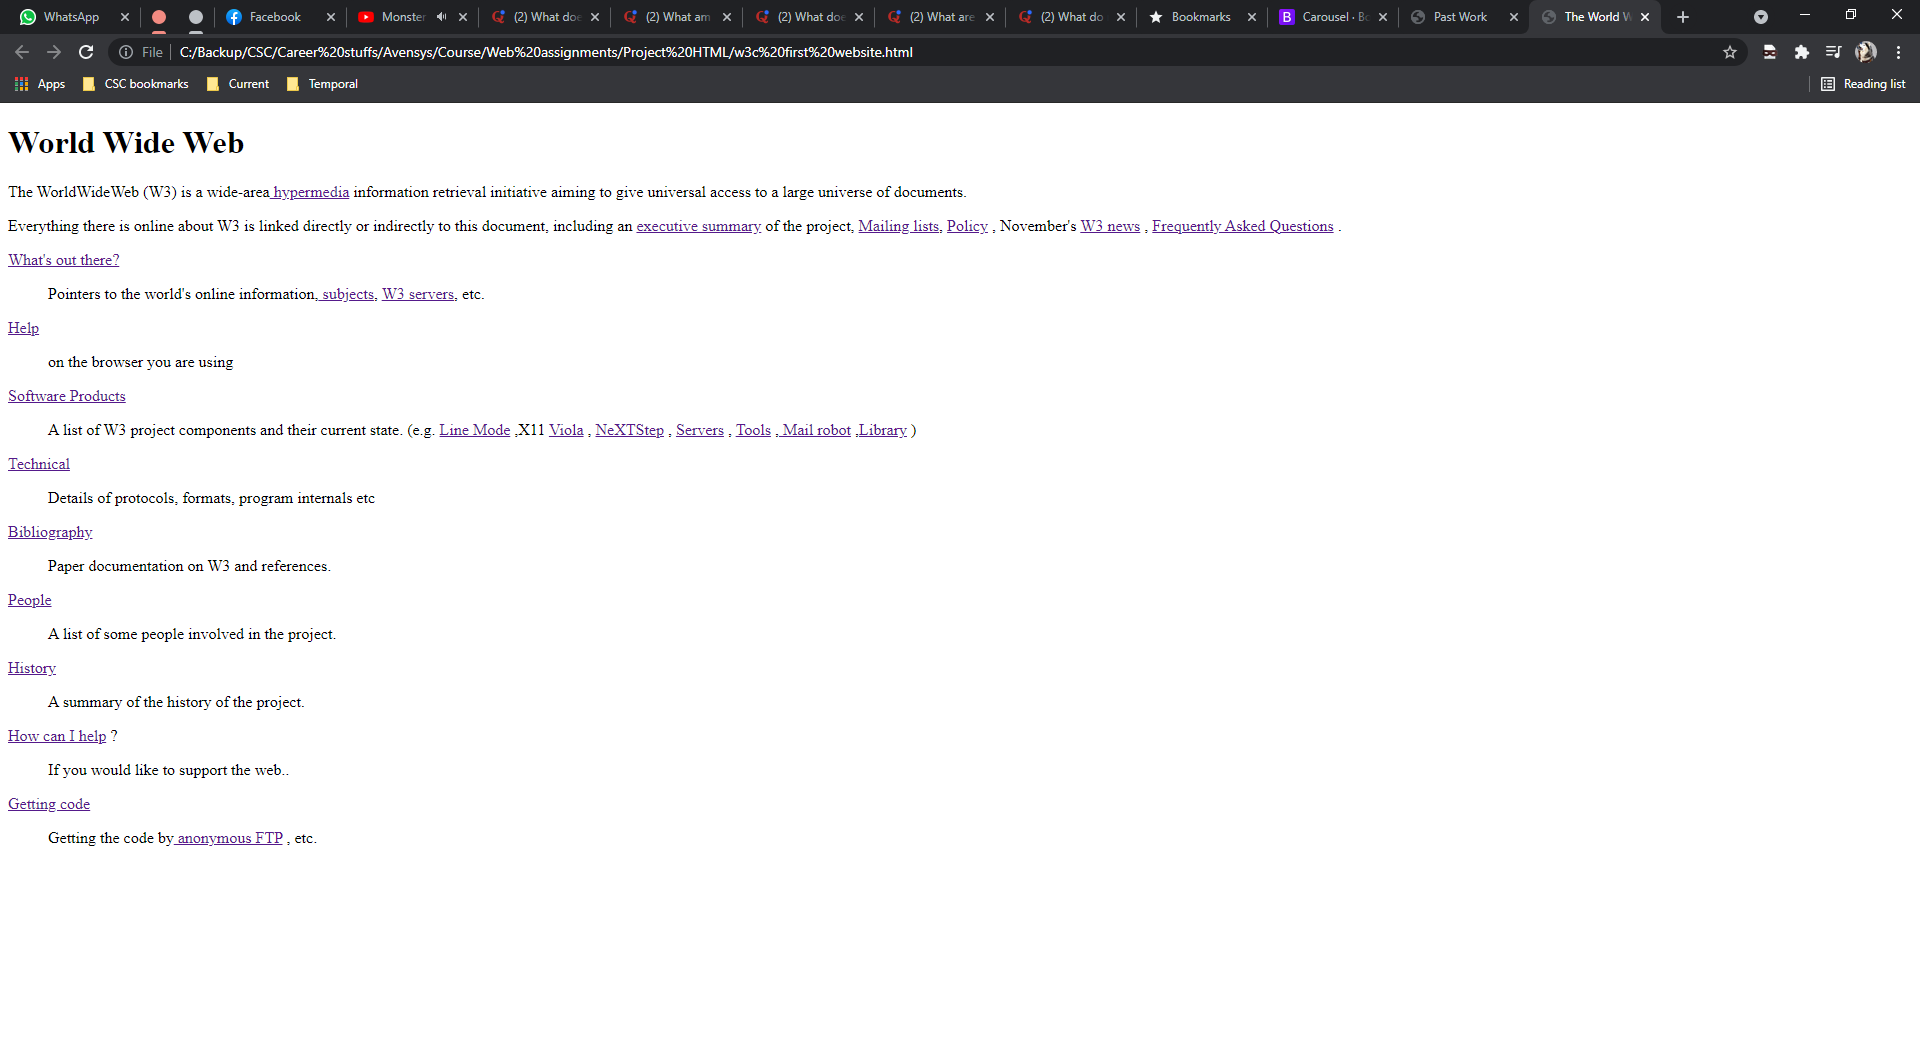 WhatsApp Facebook Monster (2) What doe (2) What am (2) What doe (2) What are (2) What do Bookmarks Carousel · Bo Past Work The World W
File C:/Backup/CSC/Career%20stuffs/Avensys/Course/Web%20assignments/Project%20HTML/w3c%20first%20website.html
Apps CSC bookmarks Current Temporal Reading list
World Wide Web
The WorldWideWeb (W3) is a wide-area hypermedia information retrieval initiative aiming to give universal access to a large universe of documents.
Everything there is online about W3 is linked directly or indirectly to this document, including an executive summary of the project, Mailing lists, Policy , November's W3 news , Frequently Asked Questions .
What's out there?
Pointers to the world's online information, subjects, W3 servers, etc.
Help
on the browser you are using
Software Products
A list of W3 project components and their current state. (e.g. Line Mode ,X11 Viola , NeXTStep , Servers , Tools , Mail robot ,Library )
Technical
Details of protocols, formats, program internals etc
Bibliography
Paper documentation on W3 and references.
People
A list of some people involved in the project.
History
A summary of the history of the project.
How can I help ?
If you would like to support the web..
Getting code
Getting the code by anonymous FTP , etc.